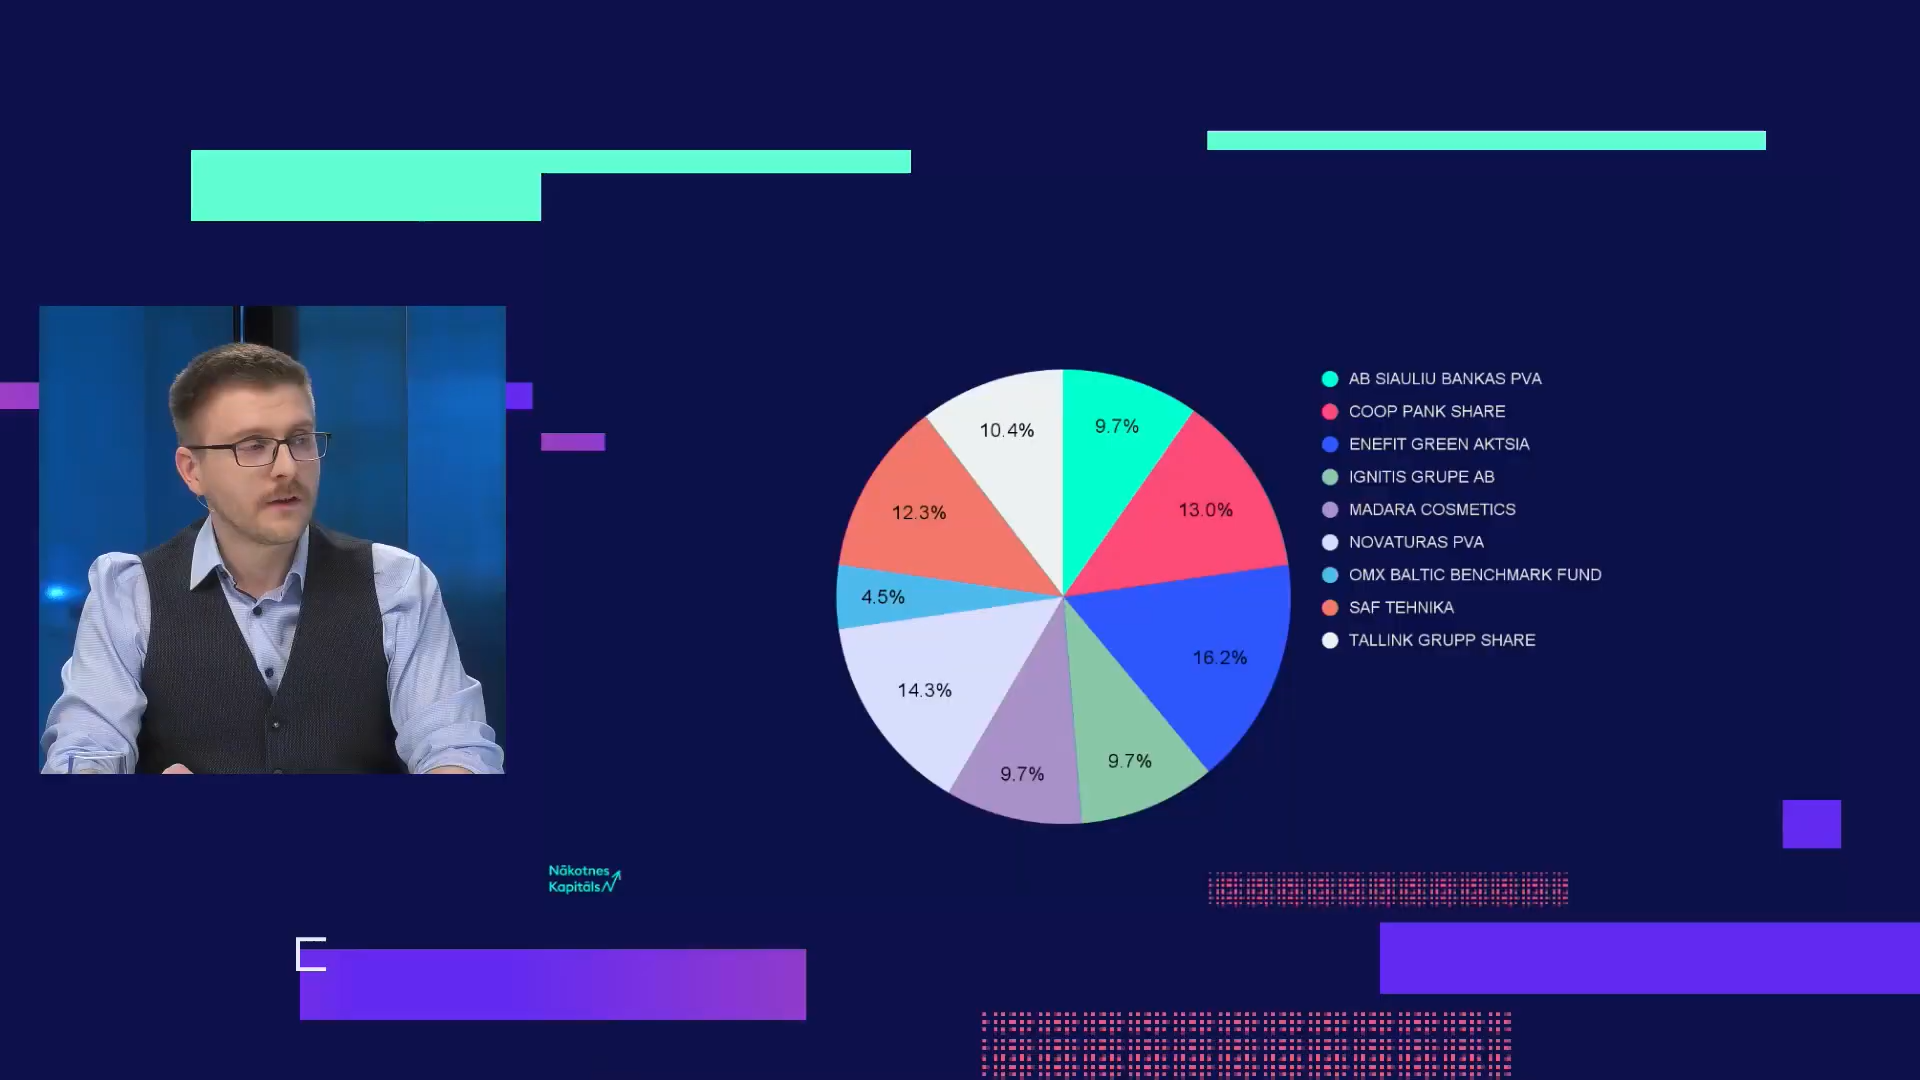 10.4%
9.7%
12.3%
13.0%
4.5%
16.2%
14.3%
9.7%
9.7%
AB SIAULIU BANKAS PVA
COOP PANK SHARE
ENEFIT GREEN AKTSIA
IGNITIS GRUPE AB
MADARA COSMETICS
NOVATURAS PVA
OMX BALTIC BENCHMARK FUND
SAF TEHNIKA
TALLINK GRUPP SHARE
Nākotnes
Kapitāls